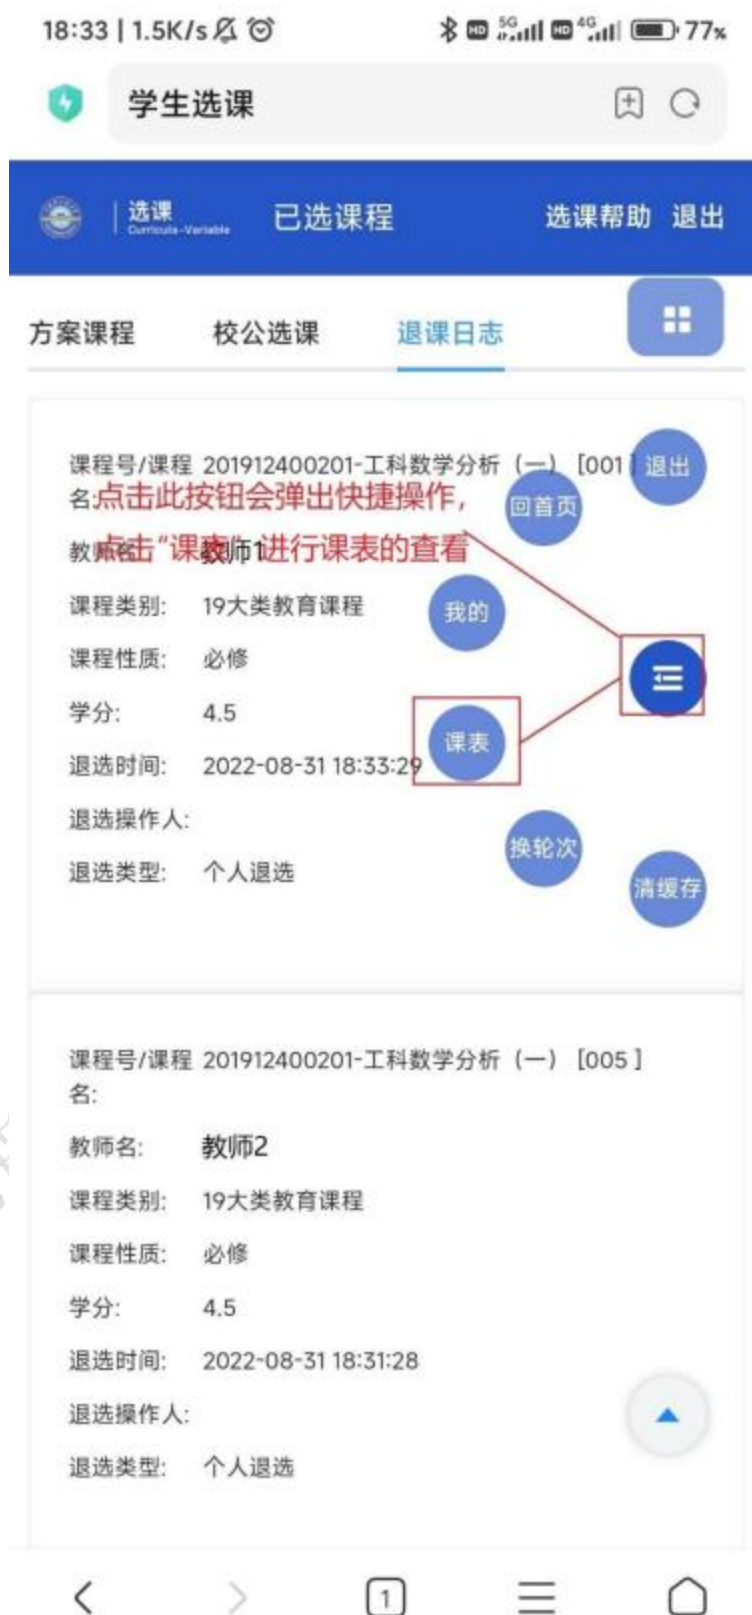 18:33 | 1.5K/s HD 5G HD 4G 77%
学生选课
选课 已选课程 选课帮助 退出
Curricula-Variable
方案课程 校公选课 退课日志
课程号/课程 201912400201-工科数学分析（一）[001] 退出
名:点击此按钮会弹出快捷操作， 回首页
点击“课表”进行课表的查看
教师名: 教师1
课程类别: 19大类教育课程 我的
课程性质: 必修
学分: 4.5 课表
退选时间: 2022-08-31 18:33:29
退选操作人: 换轮次
退选类型: 个人退选 清缓存
课程号/课程 201912400201-工科数学分析（一）[005 ]
名:
教师名: 教师2
课程类别: 19大类教育课程
课程性质: 必修
学分: 4.5
退选时间: 2022-08-31 18:31:28
退选操作人:
退选类型: 个人退选
1